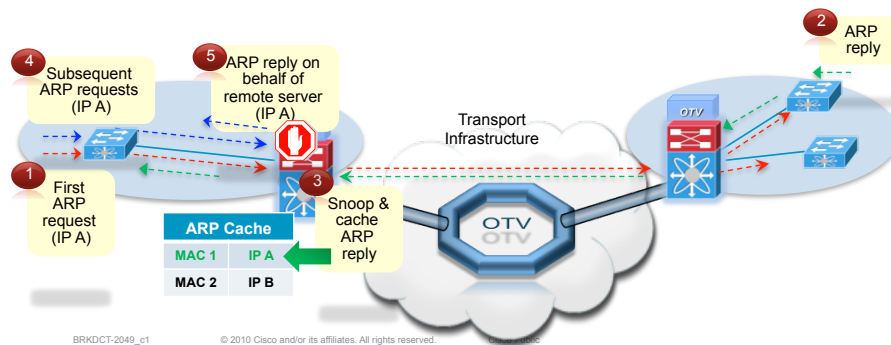 4
Subsequent
ARP requests
(IP A)
5
ARP reply on
behalf of
remote server
(IP A)
2
ARP
reply
OTV
Transport
Infrastructure
1
First
ARP
request
(IP A)
3
Snoop &
cache
ARP
reply
ARP Cache
MAC 1 IP A
MAC 2 IP B
OTV
BRKDCT-2049_c1 © 2010 Cisco and/or its affiliates. All rights reserved.